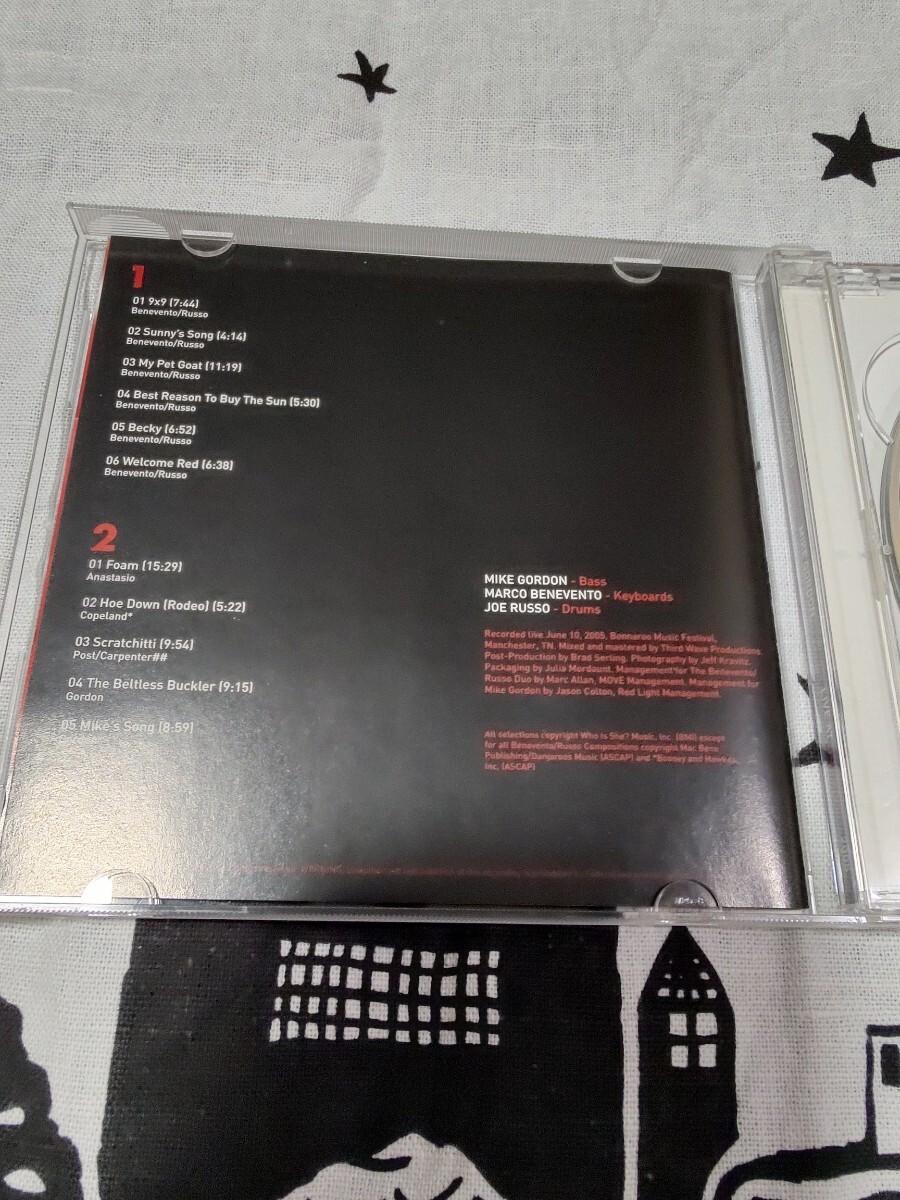 1
01 9x9 (7:44)
Benevento/Russo
02 Sunny's Song (4:14)
Benevento/Russo
03 My Pet Goat (11:19)
Benevento/Russo
04 Best Reason To Buy The Sun (5:30)
Benevento/Russo
05 Becky (6:52)
Benevento/Russo
06 Welcome Red (6:38)
Benevento/Russo
2
01 Foam (15:29)
Anastasio
02 Hoe Down (Rodeo) (5:22)
Copeland*
03 Scratchitti (9:54)
Post/Carpenter##
04 The Beltless Buckler (9:15)
Gordon
05 Mike's Song (8:59)
MIKE GORDON - Bass
MARCO BENEVENTO - Keyboards
JOE RUSSO - Drums
Recorded live June 10, 2005, Bonnaroo Music Festival,
Manchester, TN. Mixed and mastered by Third Wave Productions.
Post-Production by Brad Serling. Photography by Jeff Kravitz.
Packaging by Julia Mordaunt. Management for The Benevento/
Russo Duo by Marc Allan, MOVE Management. Management for
Mike Gordon by Jason Colton, Red Light Management.
All selections copyright Who Is She? Music, Inc. (BMI) except
for all Benevento/Russo Compositions copyright Mac Bene
Publishing/Dangeroos Music (ASCAP) and *Boosey and Hawkes,
Inc. (ASCAP)